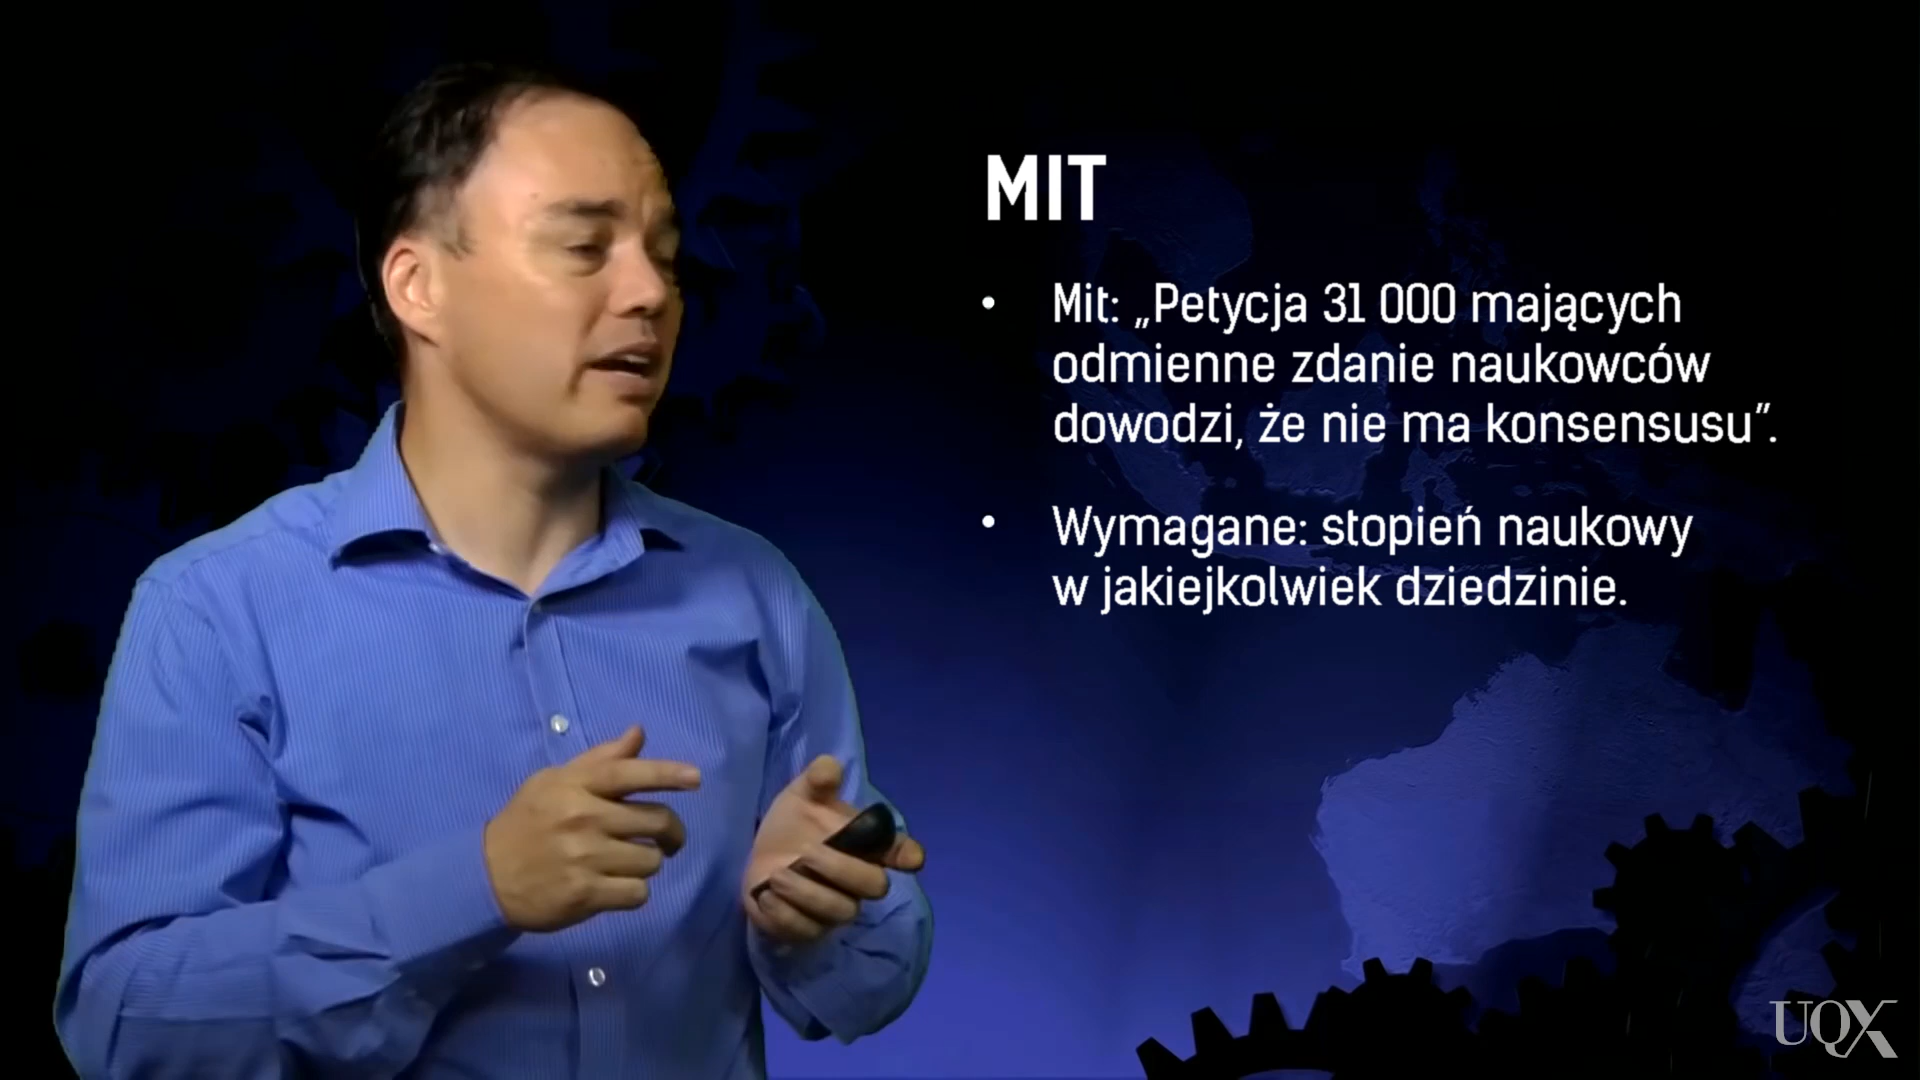 MIT
• Mit: „Petycja 31 000 mających
odmienne zdanie naukowców
dowodzi, że nie ma konsensusu”.
• Wymagane: stopień naukowy
w jakiejkolwiek dziedzinie.
UQX